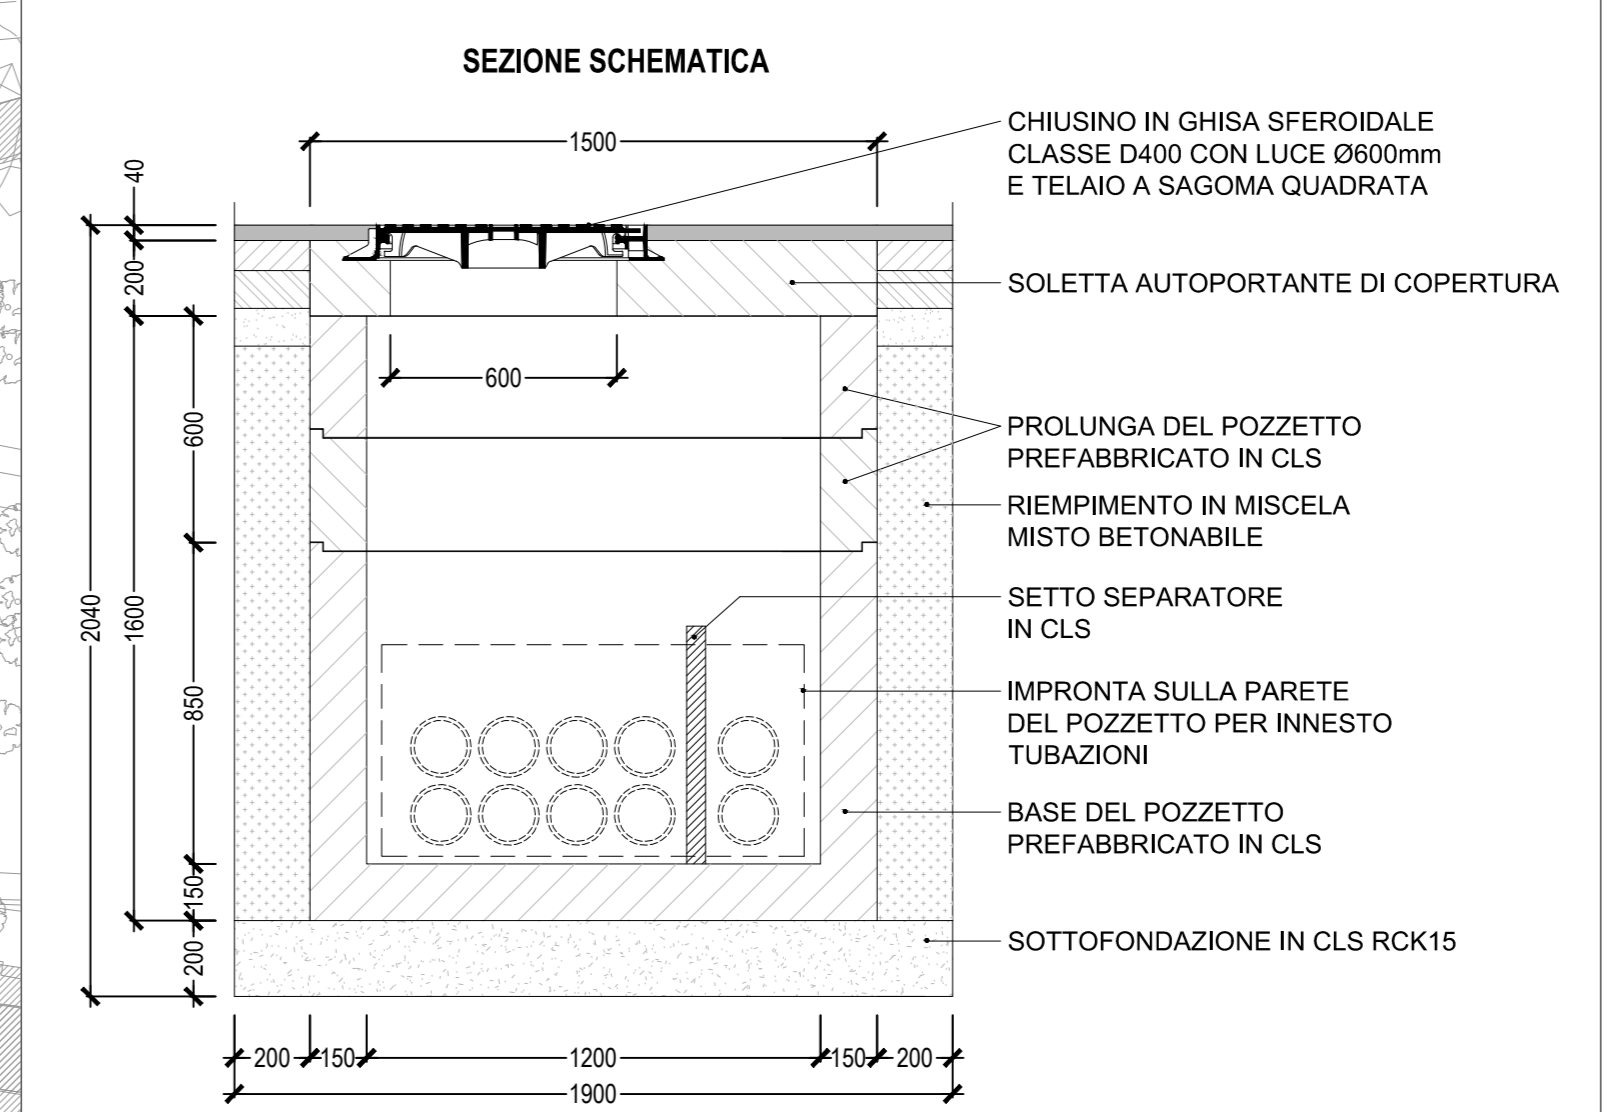 SEZIONE SCHEMATICA
1500
CHIUSINO IN GHISA SFEROIDALE
CLASSE D400 CON LUCE Ø600mm
E TELAIO A SAGOMA QUADRATA
40
200
SOLETTA AUTOPORTANTE DI COPERTURA
600
600
PROLUNGA DEL POZZETTO
PREFABBRICATO IN CLS
RIEMPIMENTO IN MISCELA
MISTO BETONABILE
2040
1600
SETTO SEPARATORE
IN CLS
850
IMPRONTA SULLA PARETE
DEL POZZETTO PER INNESTO
TUBAZIONI
BASE DEL POZZETTO
PREFABBRICATO IN CLS
150
200
SOTTOFONDAZIONE IN CLS RCK15
200 150 1200 150 200
1900